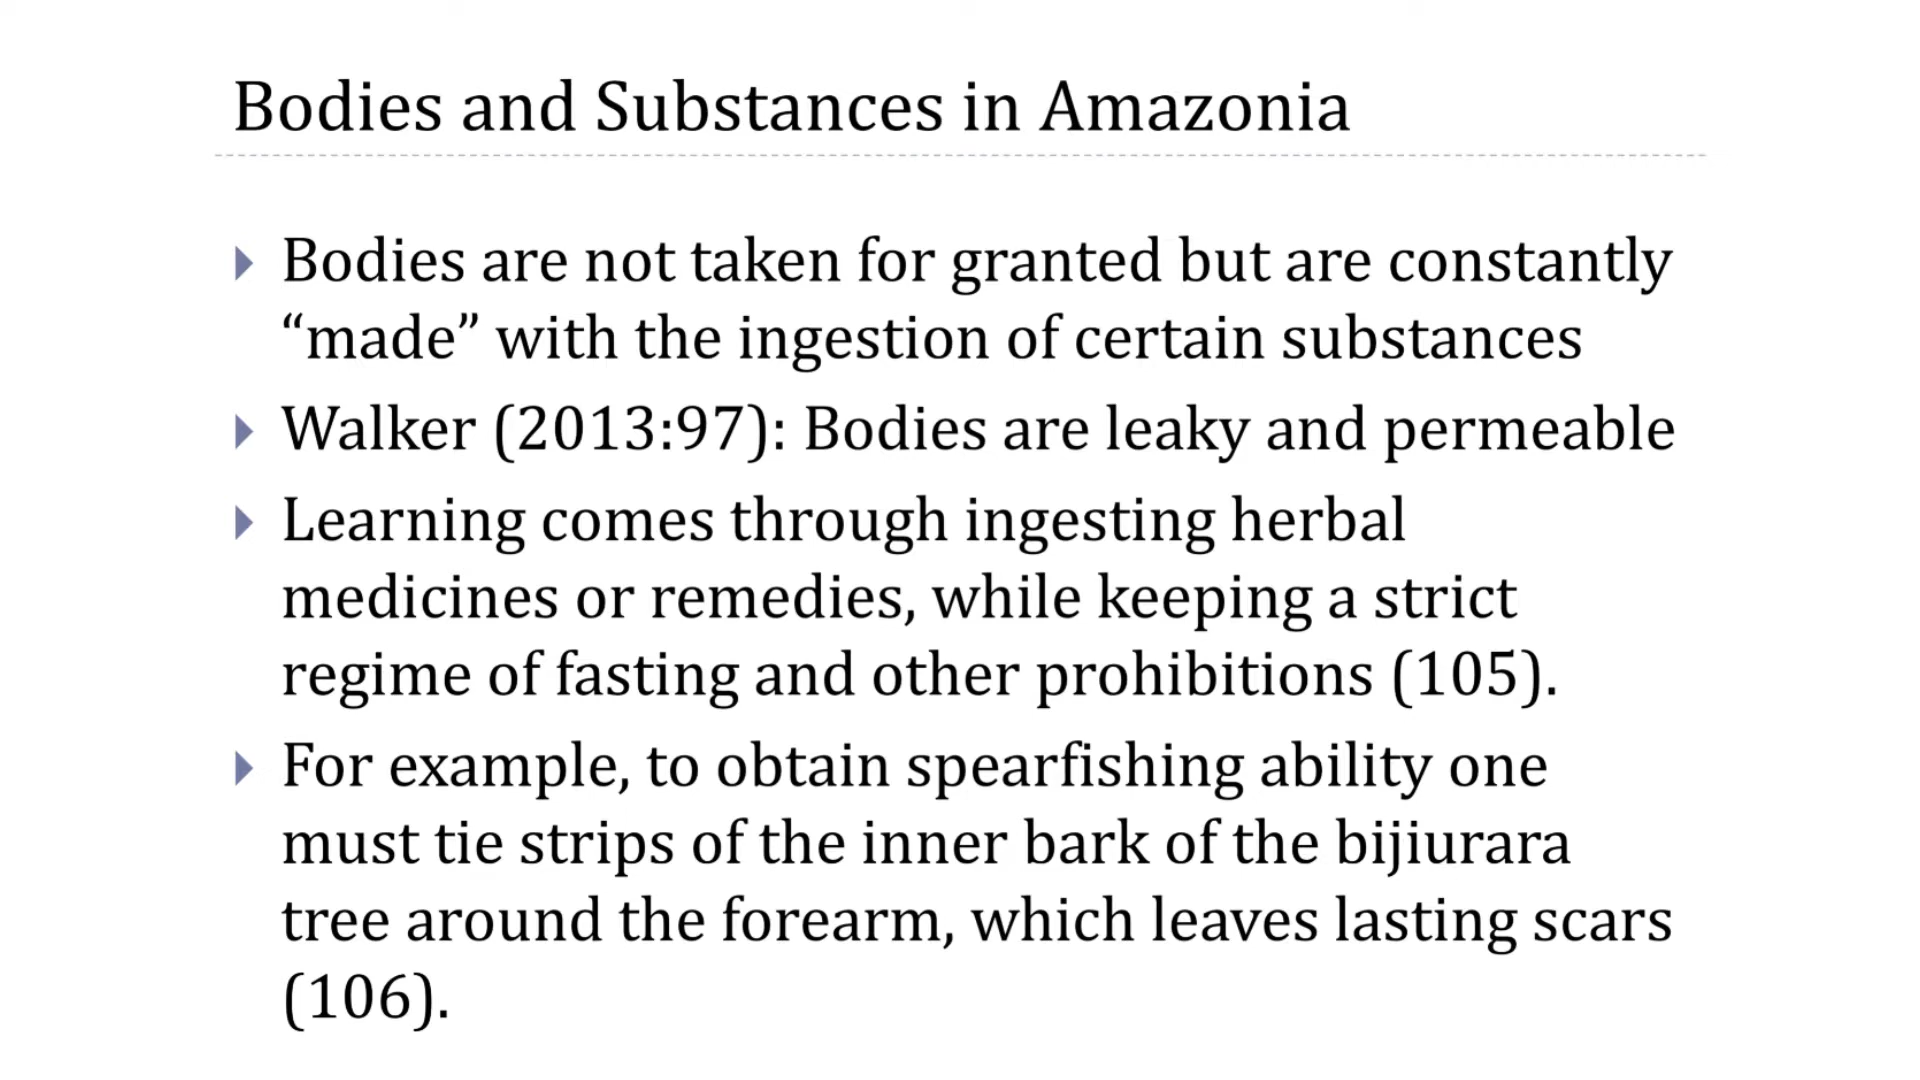 Bodies and Substances in Amazonia
Bodies are not taken for granted but are constantly
“made” with the ingestion of certain substances
Walker (2013:97): Bodies are leaky and permeable
Learning comes through ingesting herbal
medicines or remedies, while keeping a strict
regime of fasting and other prohibitions (105).
For example, to obtain spearfishing ability one
must tie strips of the inner bark of the bijiurara
tree around the forearm, which leaves lasting scars
(106).